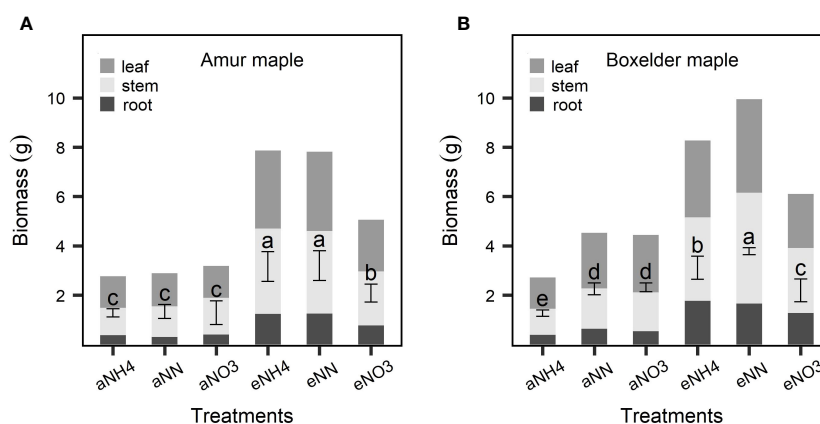 A
Amur maple
leaf
stem
root
10
8
6
4
2
Biomass (g)
c
c
c
a
a
b
aNH4
aNN
aNO3
eNH4
eNN
eNO3
Treatments
B
Boxelder maple
leaf
stem
root
10
8
6
4
2
Biomass (g)
e
d
d
b
a
c
aNH4
aNN
aNO3
eNH4
eNN
eNO3
Treatments